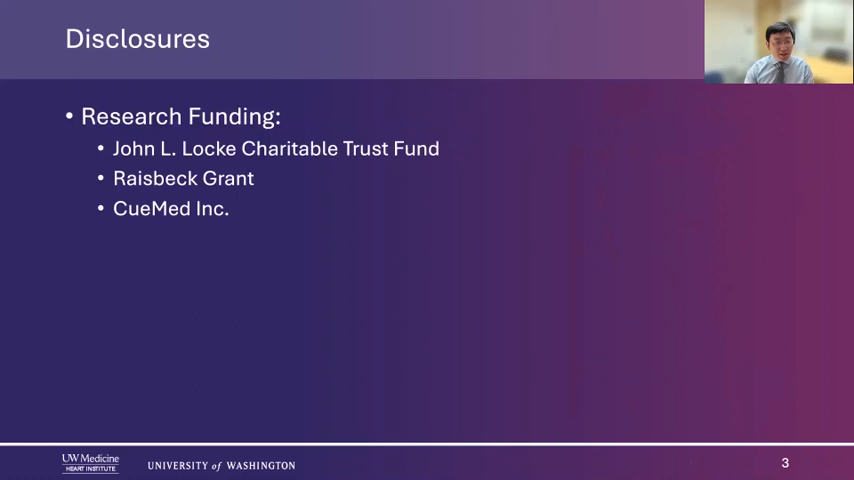 Disclosures
• Research Funding:
• John L. Locke Charitable Trust Fund
• Raisbeck Grant
• CueMed Inc.
UW Medicine
HEART INSTITUTE
UNIVERSITY of WASHINGTON
3